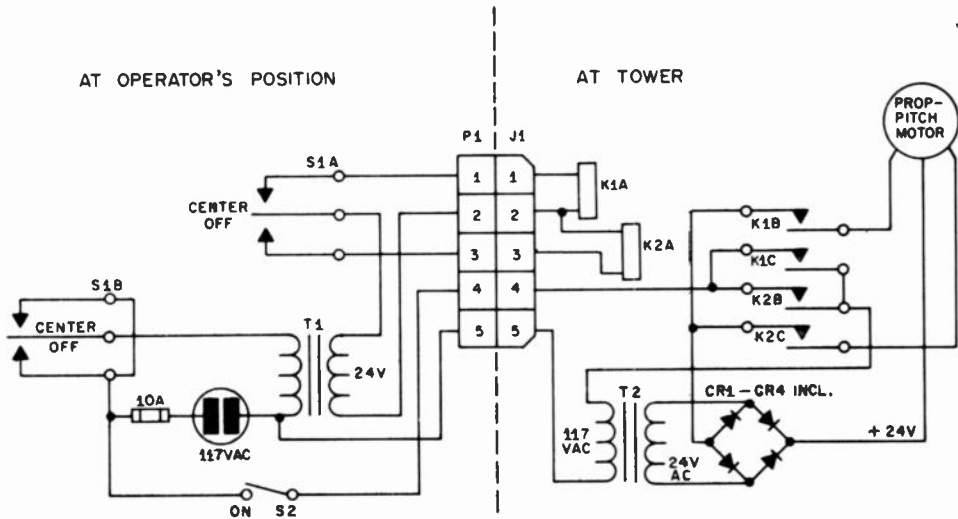 AT OPERATOR'S POSITION
AT TOWER
PROP-
PITCH
MOTOR
P1 J1
S1A
1 1
K1A
CENTER
OFF
2 2
K1B
K2A
3 3
K1C
S1B
4 4
K2B
CENTER
OFF
T1
5 5
K2C
24V
T2
CR1-CR4 INCL.
10A
117
VAC
+24V
117VAC
24V
AC
ON S2